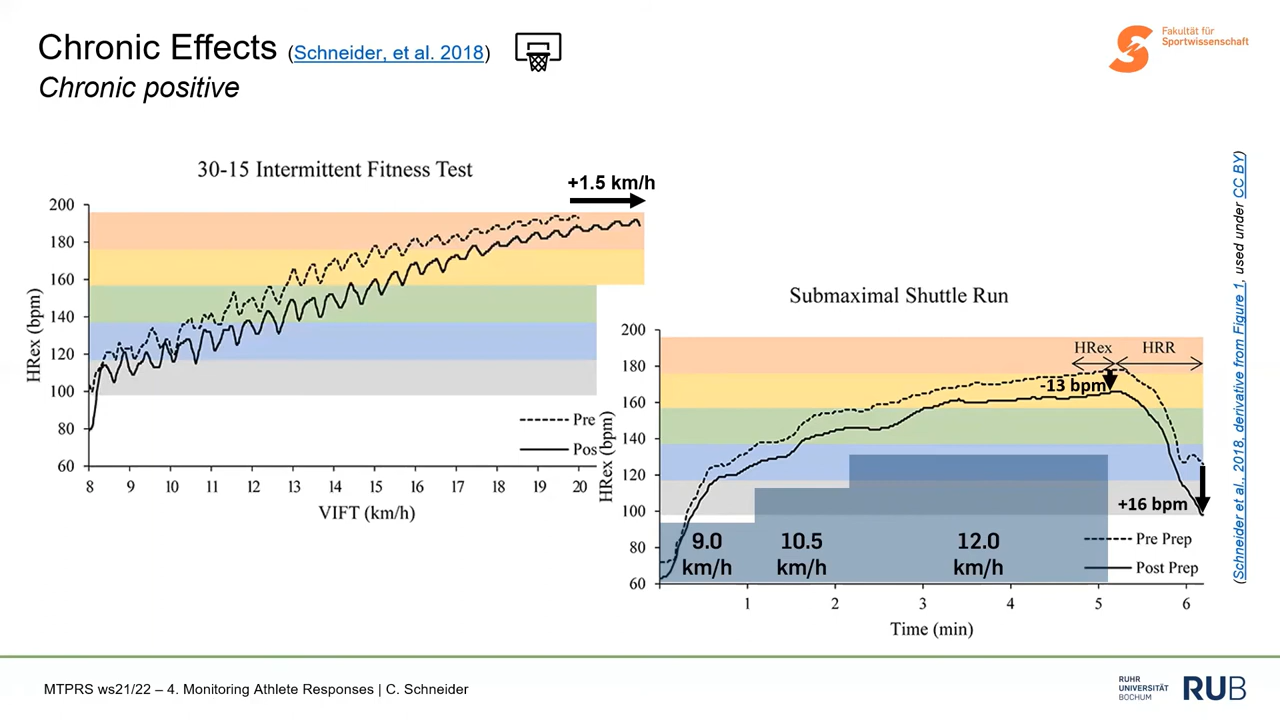 Chronic Effects (Schneider, et al. 2018)
Chronic positive
Fakultät für
Sportwissenschaft
30-15 Intermittent Fitness Test
+1.5 km/h
HRex (bpm)
200
180
160
140
120
100
80
60
8 9 10 11 12 13 14 15 16 17 18 19 20
VIFT (km/h)
Pre
Pos
Submaximal Shuttle Run
HRex (bpm)
200
180
160
140
120
100
80
60
HRex HRR
-13 bpm
+16 bpm
9.0 km/h
10.5 km/h
12.0 km/h
Pre Prep
Post Prep
1 2 3 4 5 6
Time (min)
(Schneider et al., 2018, derivative from Figure 1, used under CC BY)
MTPRS ws21/22 – 4. Monitoring Athlete Responses | C. Schneider
RUHR
UNIVERSITÄT
BOCHUM
RUB